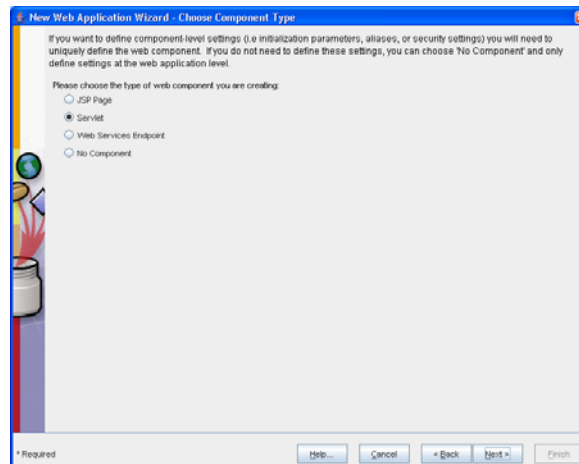 New Web Application Wizard - Choose Component Type
If you want to define component-level settings (i.e initialization parameters, aliases, or security settings) you will need to
uniquely define the web component. If you do not need to define these settings, you can choose 'No Component' and only
define settings at the web application level.
Please choose the type of web component you are creating:
JSP Page
Servlet
Web Services Endpoint
No Component
* Required
Help...
Cancel
< Back
Next >
Finish